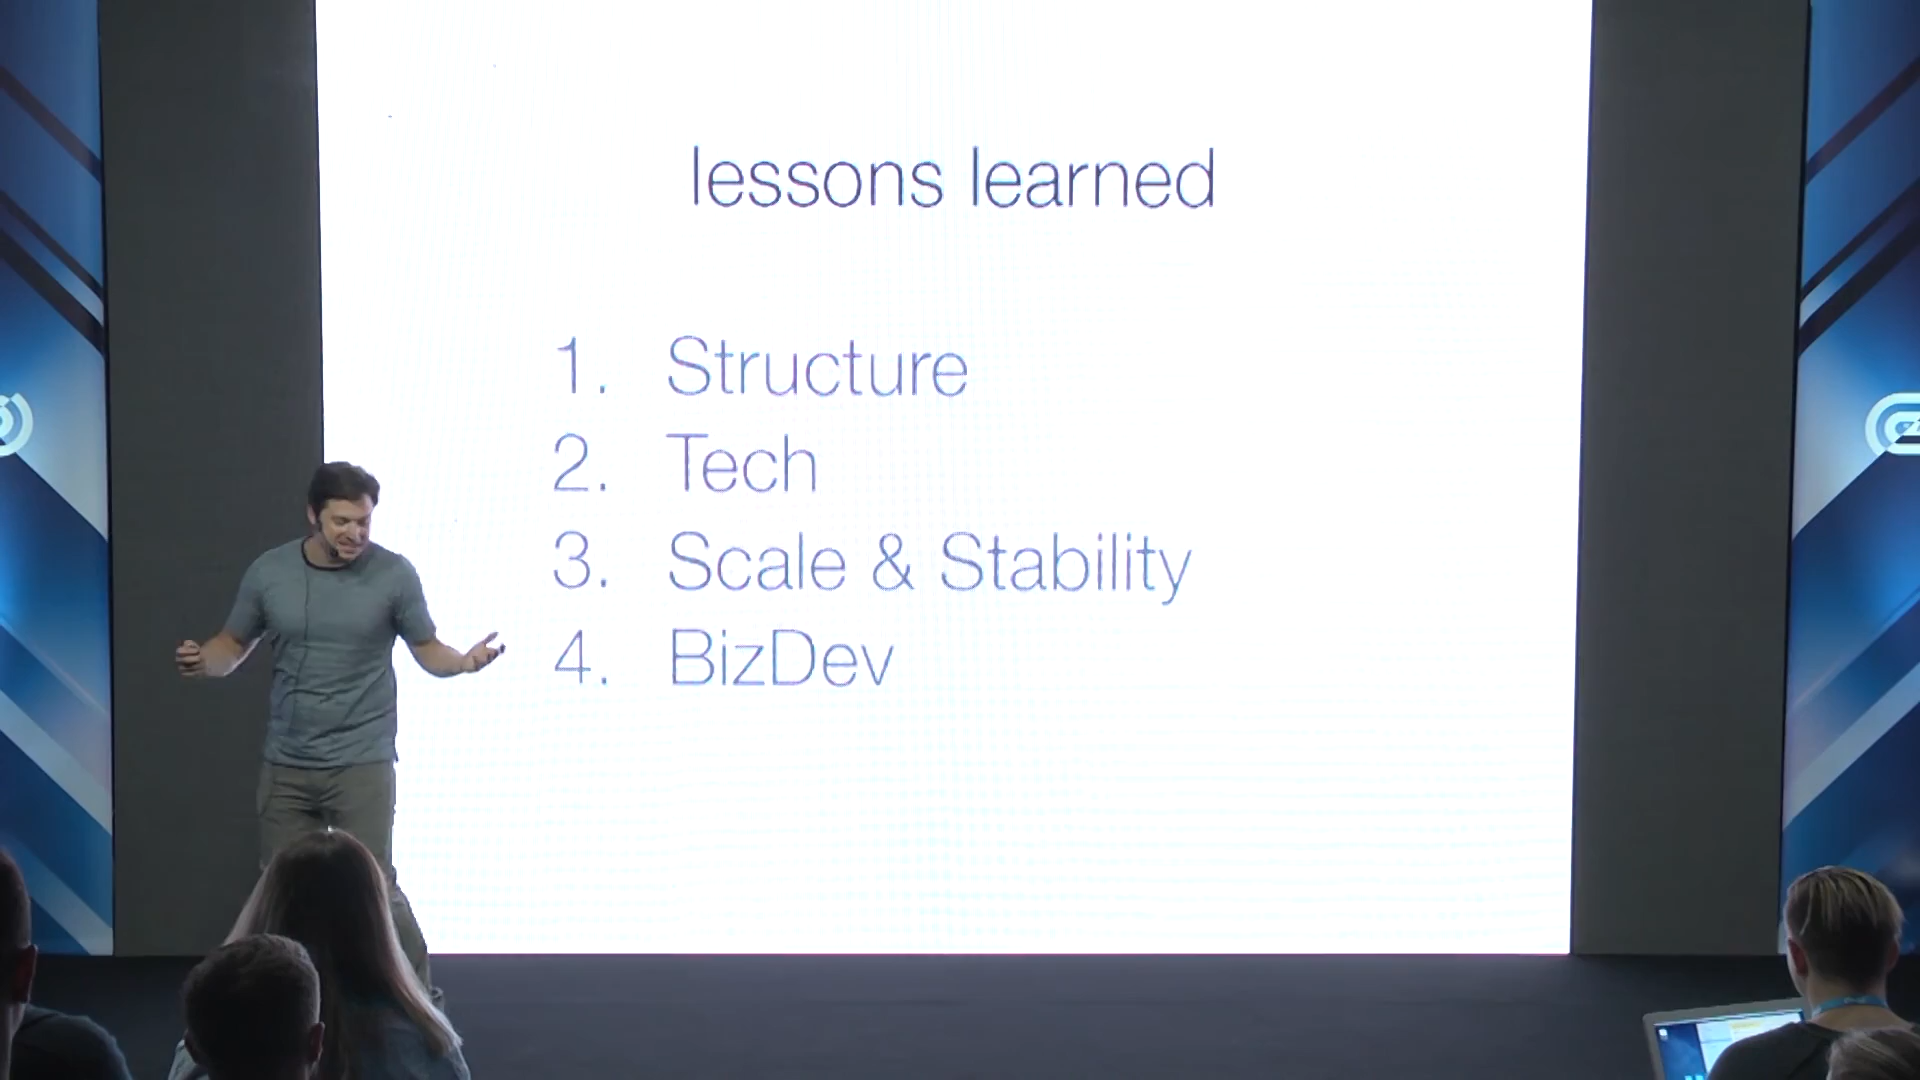 lessons learned
1. Structure
2. Tech
3. Scale & Stability
4. BizDev